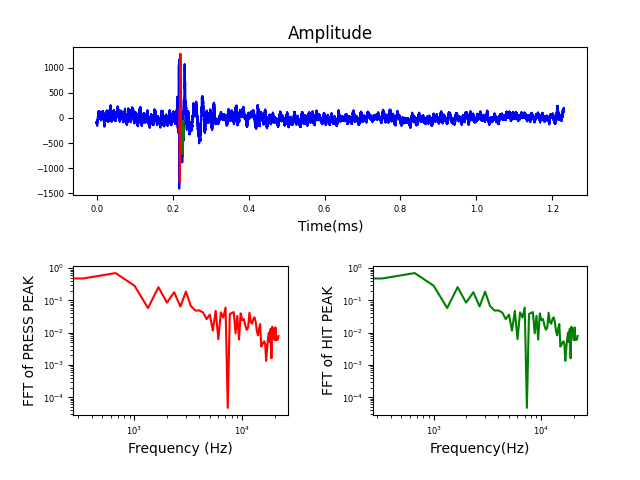 Amplitude
1000
500
0
−500
−1000
−1500
0.0 0.2 0.4 0.6 0.8 1.0 1.2
Time(ms)
FFT of PRESS PEAK
10⁰
10⁻¹
10⁻²
10⁻³
10⁻⁴
10³ 10⁴
Frequency (Hz)
FFT of HIT PEAK
10⁰
10⁻¹
10⁻²
10⁻³
10⁻⁴
10³ 10⁴
Frequency(Hz)